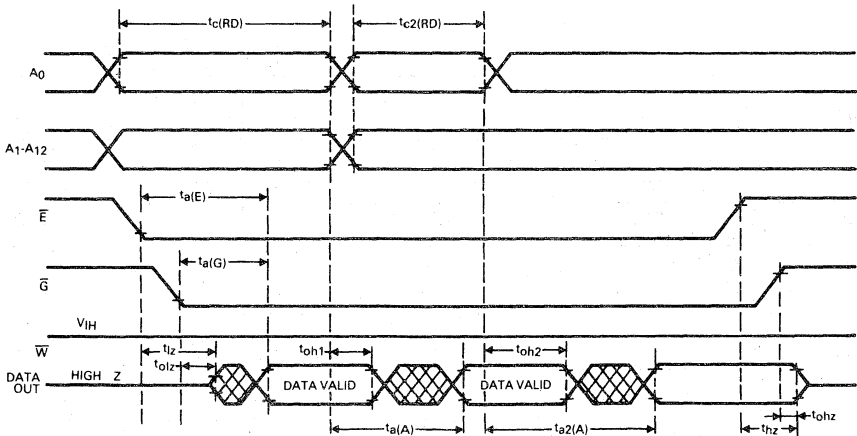 tc(RD) tc2(RD)
A0
A1-A12
ta(E)
E
ta(G)
G
VIH
W
tlz toh1 toh2
tolz
DATA OUT HIGH Z DATA VALID DATA VALID
tohz
thz
ta(A) ta2(A)